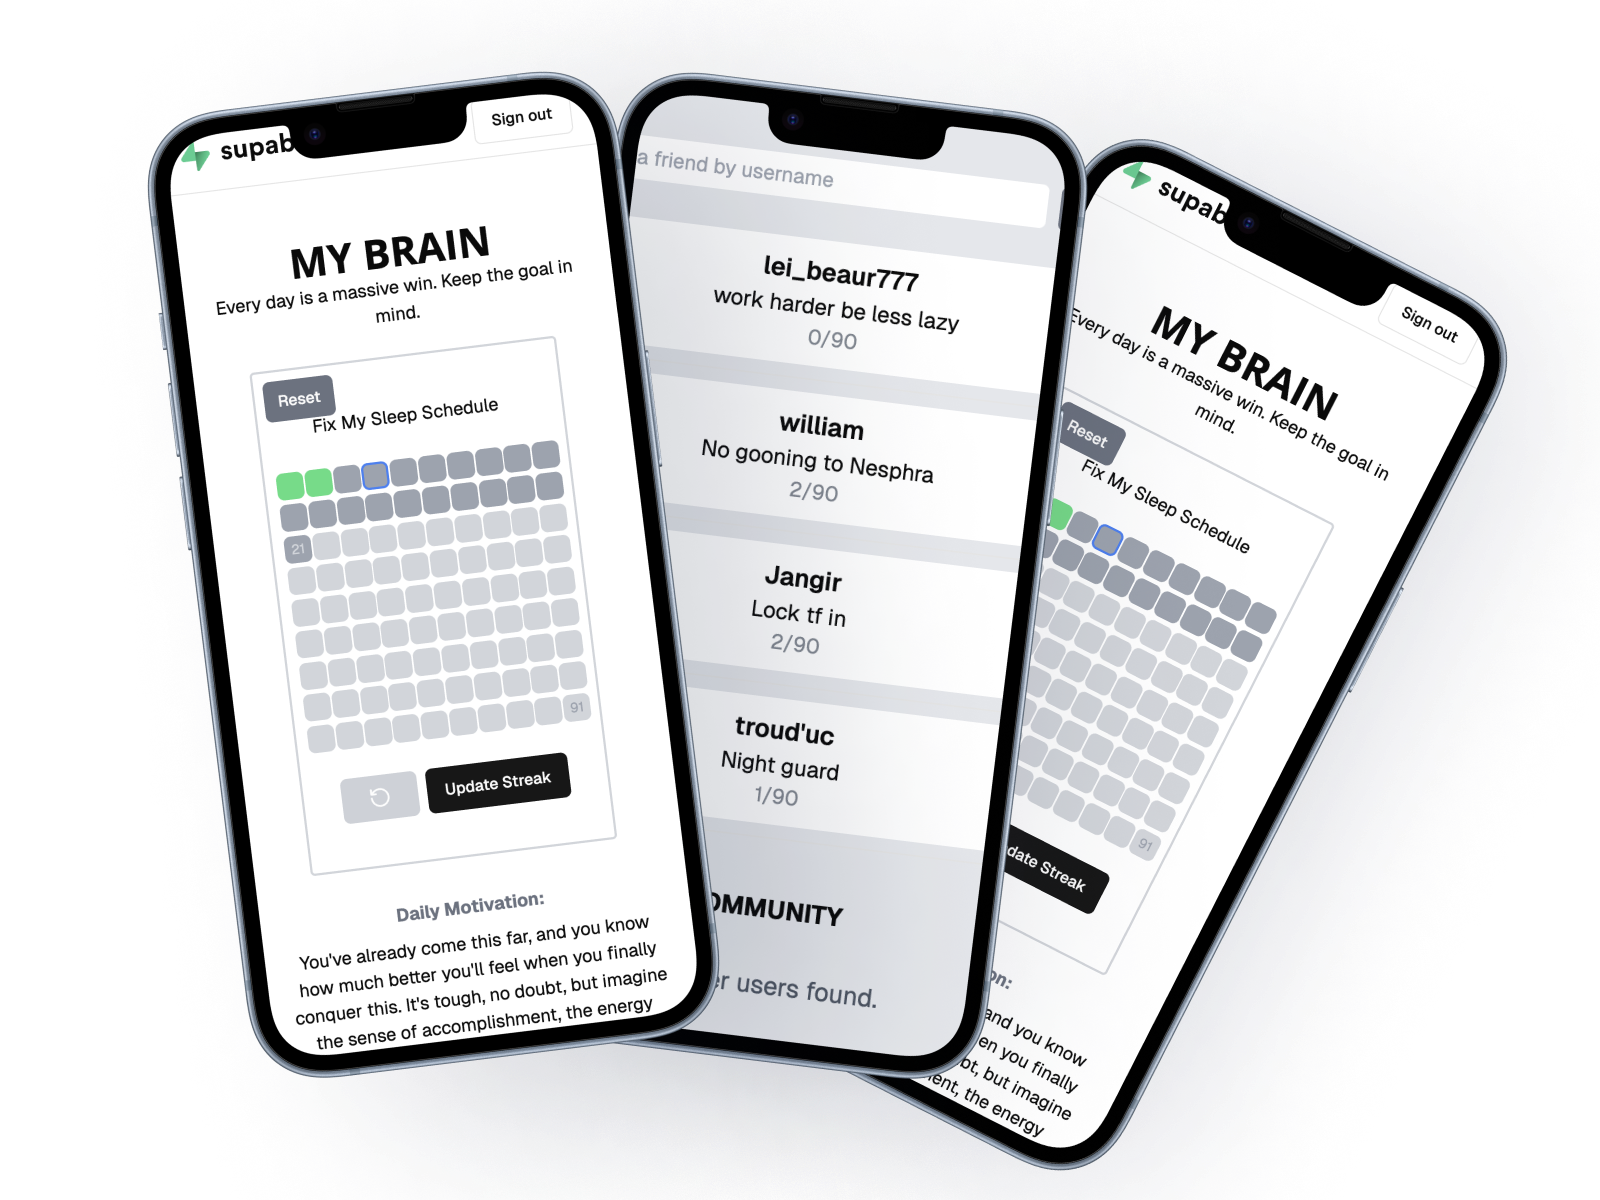 supab
Sign out
MY BRAIN
Every day is a massive win. Keep the goal in
mind.
Reset
Fix My Sleep Schedule
21
91
Update Streak
Daily Motivation:
You've already come this far, and you know
how much better you'll feel when you finally
conquer this. It's tough, no doubt, but imagine
the sense of accomplishment, the energy
a friend by username
lei_beaur777
work harder be less lazy
0/90
william
No gooning to Nesphra
2/90
Jangir
Lock tf in
2/90
troud'uc
Night guard
1/90
OMMUNITY
er users found.
supab
Sign out
MY BRAIN
Every day is a massive win. Keep the goal in
mind.
Reset
Fix My Sleep Schedule
91
date Streak
on:
and you know
en you finally
bt, but imagine
ent, the energy